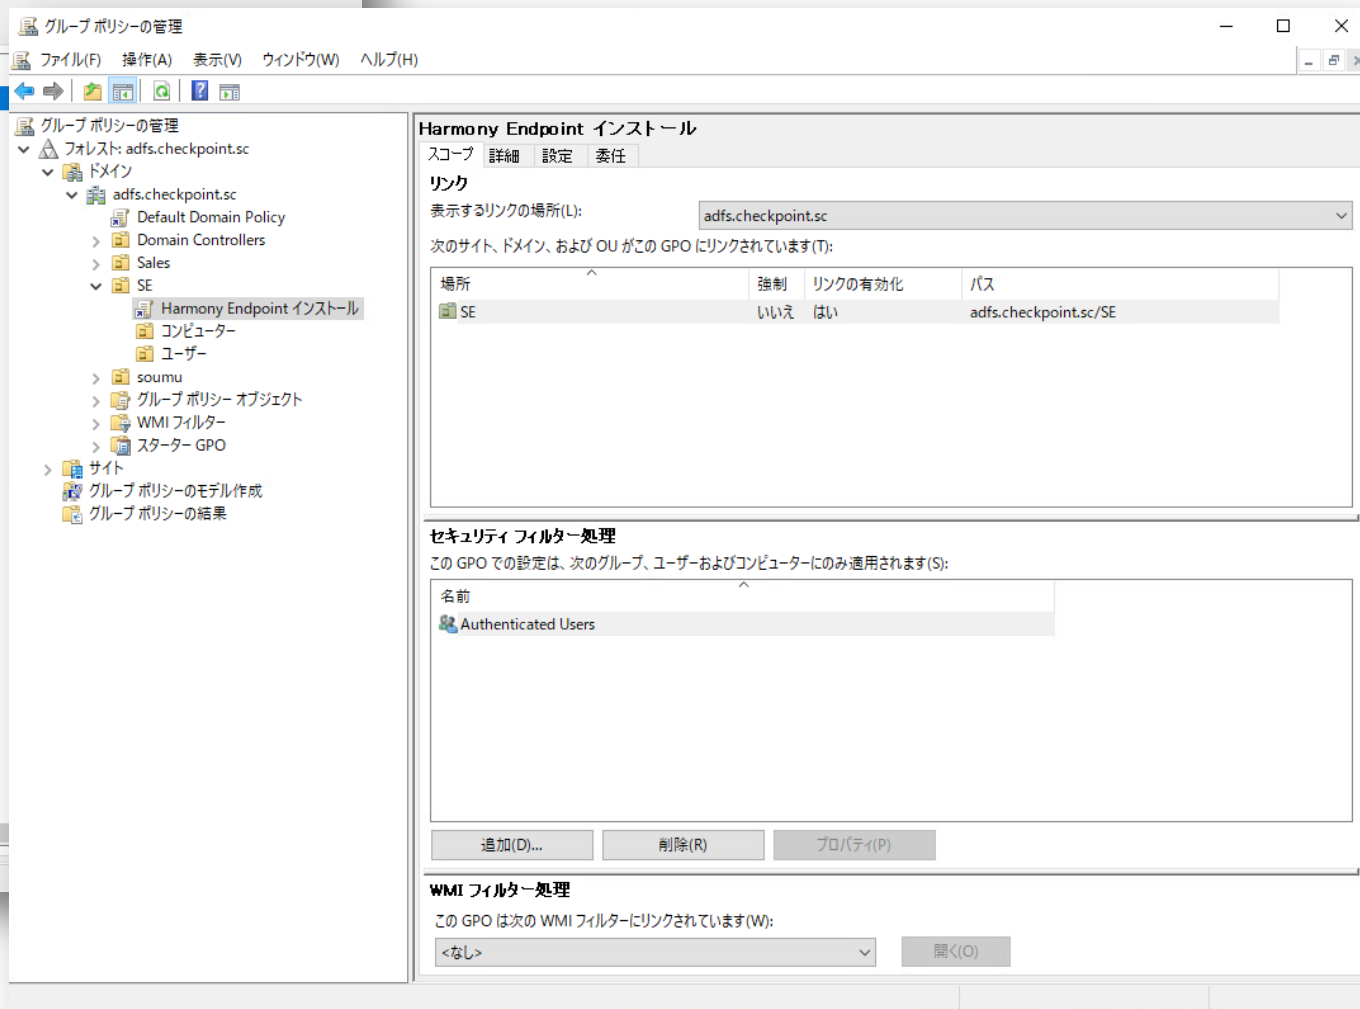 グループ ポリシーの管理
ファイル(F) 操作(A) 表示(V) ウィンドウ(W) ヘルプ(H)
グループ ポリシーの管理
フォレスト: adfs.checkpoint.sc
ドメイン
adfs.checkpoint.sc
Default Domain Policy
Domain Controllers
Sales
SE
Harmony Endpoint インストール
コンピューター
ユーザー
soumu
グループ ポリシー オブジェクト
WMI フィルター
スターター GPO
サイト
グループ ポリシーのモデル作成
グループ ポリシーの結果
Harmony Endpoint インストール
スコープ 詳細 設定 委任
リンク
表示するリンクの場所(L): adfs.checkpoint.sc
次のサイト、ドメイン、および OU がこの GPO にリンクされています(T):
場所 強制 リンクの有効化 パス
SE いいえ はい adfs.checkpoint.sc/SE
セキュリティ フィルター処理
この GPO での設定は、次のグループ、ユーザーおよびコンピューターにのみ適用されます(S):
名前
Authenticated Users
追加(D)... 削除(R) プロパティ(P)
WMI フィルター処理
この GPO は次の WMI フィルターにリンクされています(W):
<なし> 開く(O)